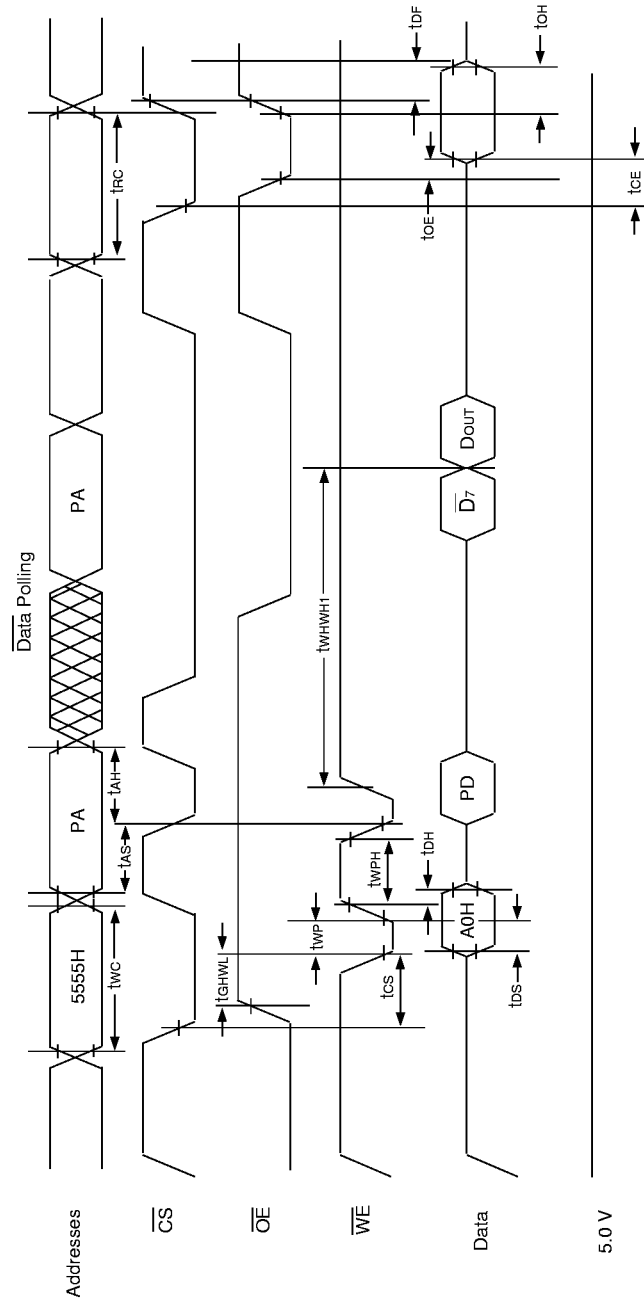 Data Polling
Addresses
5555H
PA
PA
tWC
tAS
tAH
tRC
CS
OE
tGHWL
WE
tCS
tWP
tWPH
tDH
tWHWH1
tOE
tDF
Data
A0H
PD
D7
DOUT
tDS
tOH
tCE
5.0 V